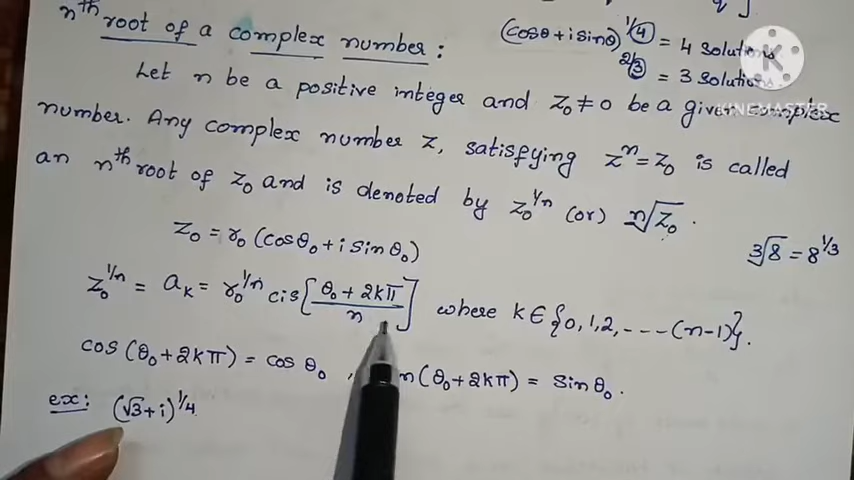 nth root of a complex number :
(cosθ+isinθ)^1/4 = 4 Solutions
2/3 = 3 Solutions
KINEMASTER
Let n be a positive integer and z₀≠0 be a given complex
number. Any complex number z, satisfying zⁿ=z₀ is called
an nth root of z₀ and is denoted by z₀^1/n (or) ⁿ√z₀ .
z₀ = r₀ (cosθ₀+i sinθ₀)
∛8 = 8^1/3
z₀^1/n = aₖ = r₀^1/n cis[(θ₀+2kπ)/n] where k∈{0,1,2,----(n-1)}.
cos(θ₀+2kπ) = cosθ₀ , n(θ₀+2kπ) = sinθ₀.
ex: (√3+i)^1/4